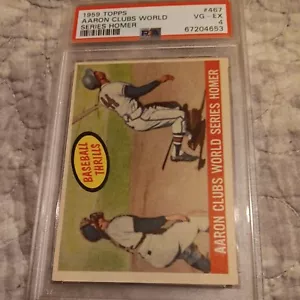 1959 TOPPS #467
AARON CLUBS WORLD VG-EX
SERIES HOMER PSA 4
67204653
BASEBALL
THRILLS
AARON CLUBS WORLD SERIES HOMER